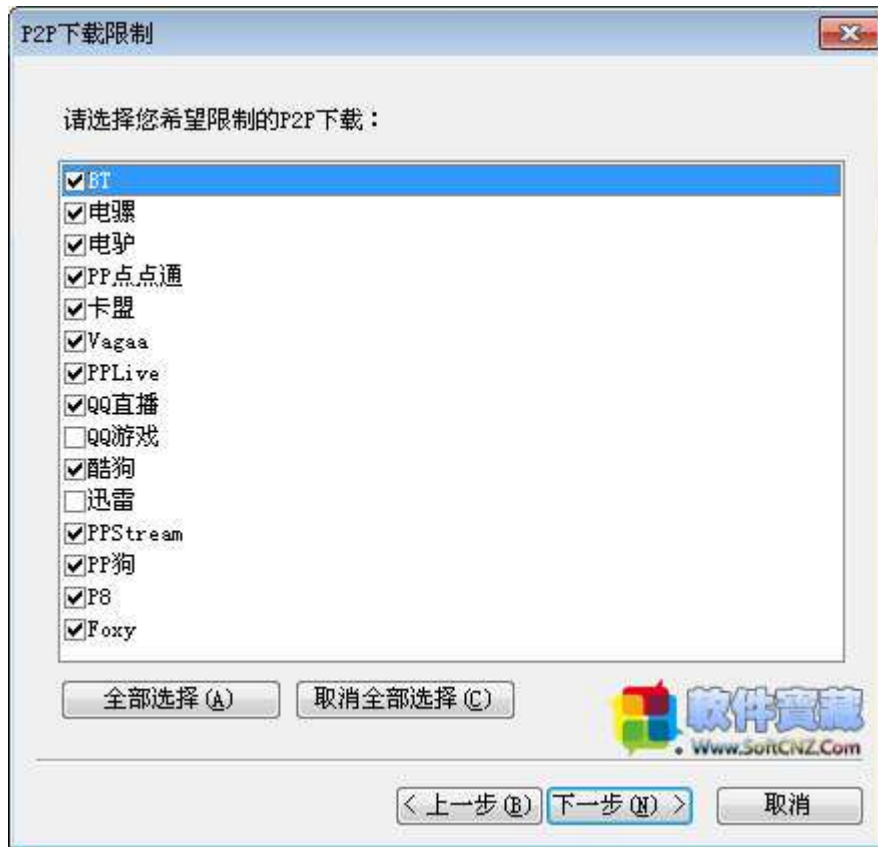 P2P下载限制
请选择您希望限制的P2P下载：
BT
电骡
电驴
PP点点通
卡盟
Vagaa
PPLive
QQ直播
QQ游戏
酷狗
迅雷
PPStream
PP狗
P8
Foxy
全部选择(A) 取消全部选择(C)
軟件寶藏
Www.SoftCNZ.Com
< 上一步(B) 下一步(N) > 取消